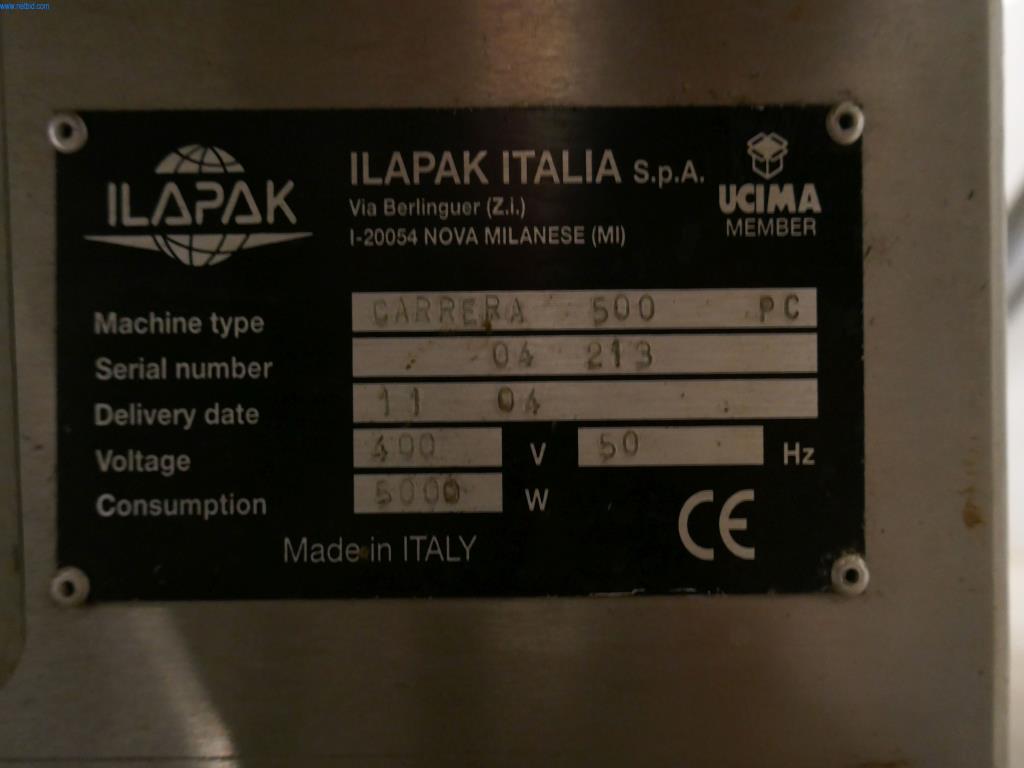 www.netbid.com
ILAPAK
ILAPAK ITALIA S.p.A.
Via Berlinguer (Z.i.)
I-20054 NOVA MILANESE (MI)
UCIMA
MEMBER
Machine type CARRERA 500 PC
Serial number 04 213
Delivery date 11 04
Voltage 400 V 50 Hz
Consumption 5000 W
Made in ITALY
CE